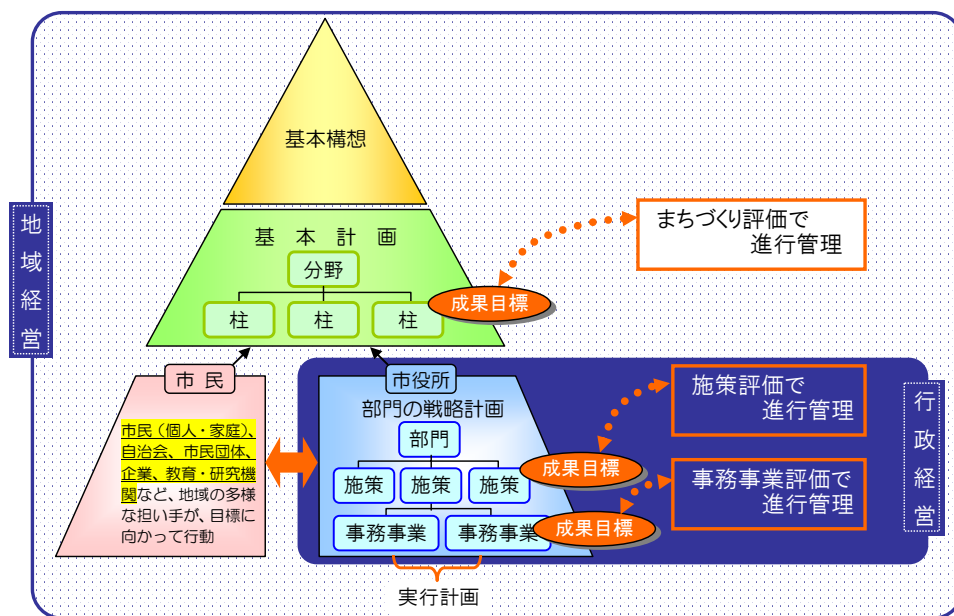 基本構想
地域経営
基 本 計 画
分野
柱
柱
柱
成果目標
まちづくり評価で
進行管理
市 民
市役所
市民(個人・家庭)、
自治会、市民団体、
企業、教育・研究機
関など、地域の多様
な担い手が、目標に
向かって行動
部門の戦略計画
部門
施策
施策
施策
事務事業
事務事業
成果目標
成果目標
施策評価で
進行管理
事務事業評価で
進行管理
行政経営
実行計画